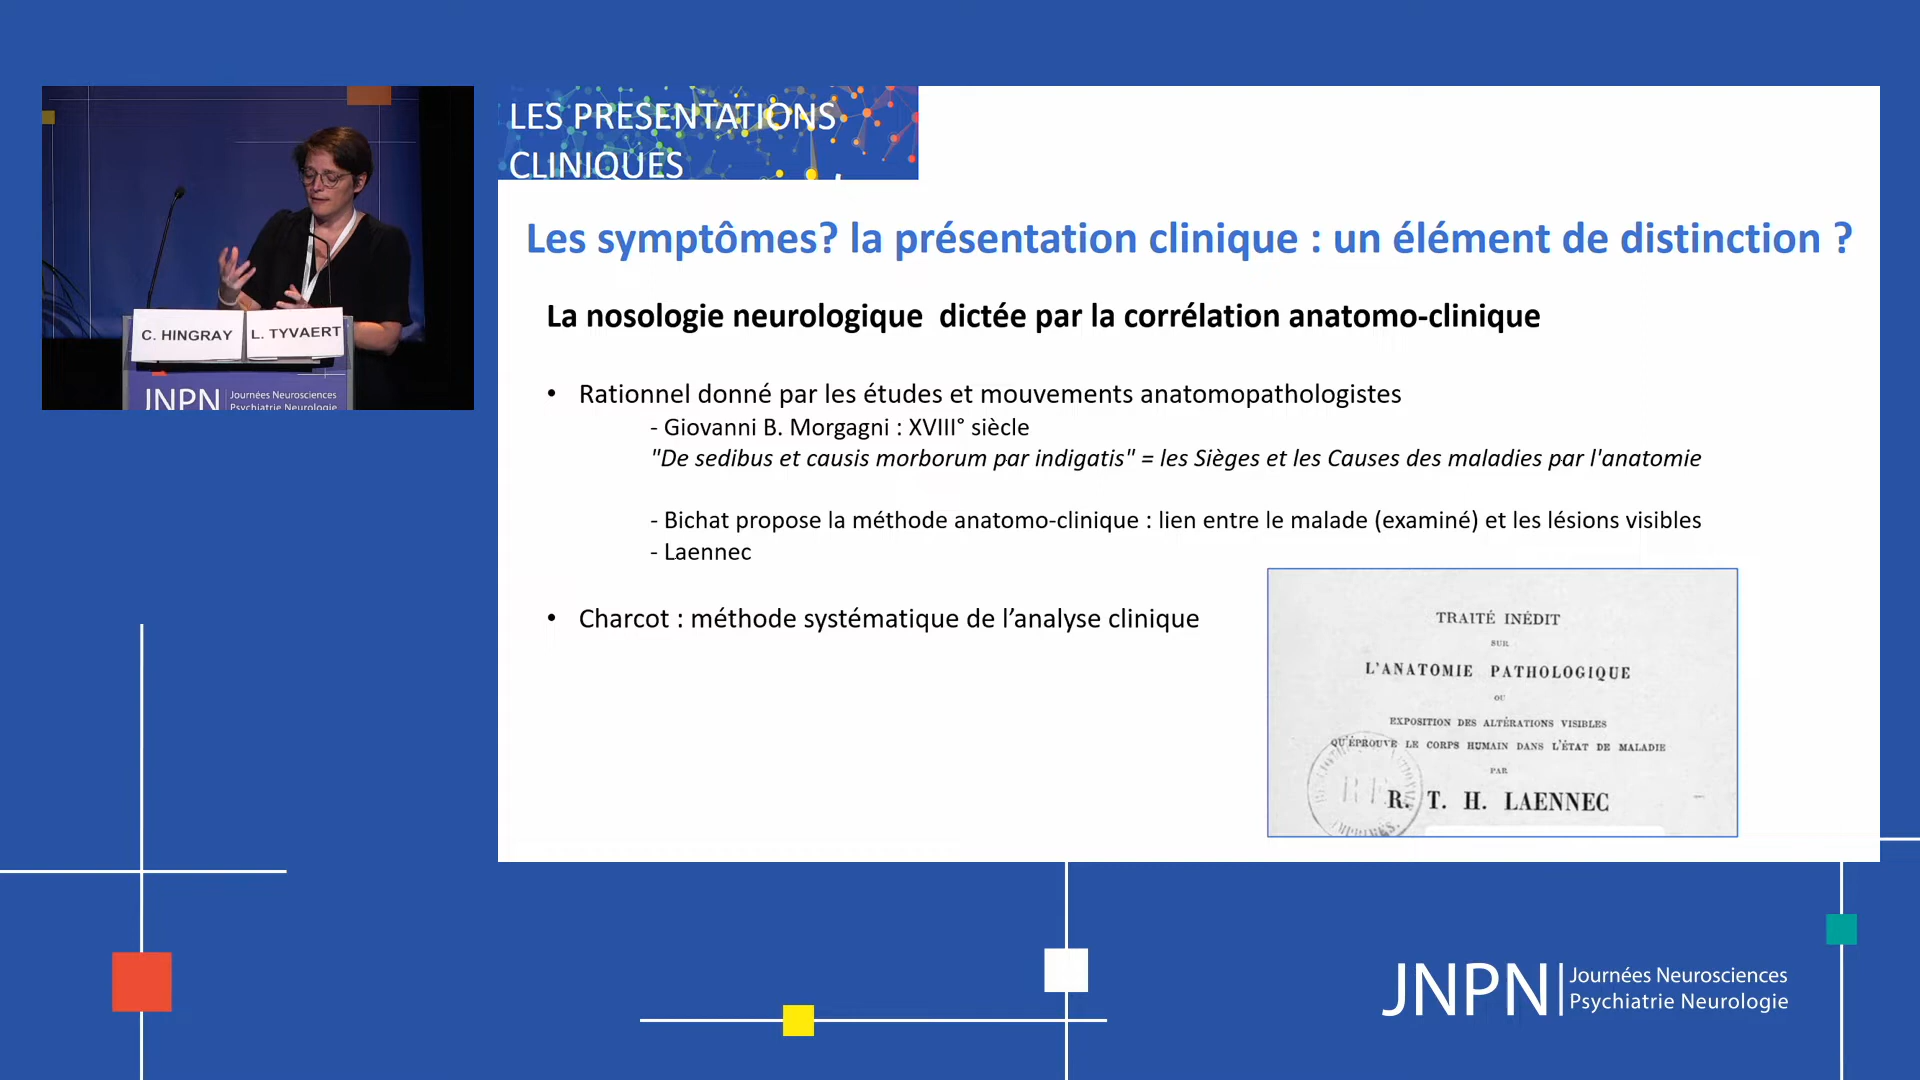 LES PRESENTATIONS
CLINIQUES
Les symptômes? la présentation clinique : un élément de distinction ?
La nosologie neurologique dictée par la corrélation anatomo-clinique
• Rationnel donné par les études et mouvements anatomopathologistes
- Giovanni B. Morgagni : XVIII° siècle
"De sedibus et causis morborum par indigatis" = les Sièges et les Causes des maladies par l'anatomie
- Bichat propose la méthode anatomo-clinique : lien entre le malade (examiné) et les lésions visibles
- Laennec
• Charcot : méthode systématique de l’analyse clinique
TRAITÉ INÉDIT
SUR
L'ANATOMIE PATHOLOGIQUE
OU
EXPOSITION DES ALTÉRATIONS VISIBLES
QU'ÉPROUVE LE CORPS HUMAIN DANS L'ÉTAT DE MALADIE
PAR
R. T. H. LAENNEC
C. HINGRAY
L. TYVAERT
JNPN
Journées Neurosciences
Psychiatrie Neurologie
JNPN
Journées Neurosciences
Psychiatrie Neurologie